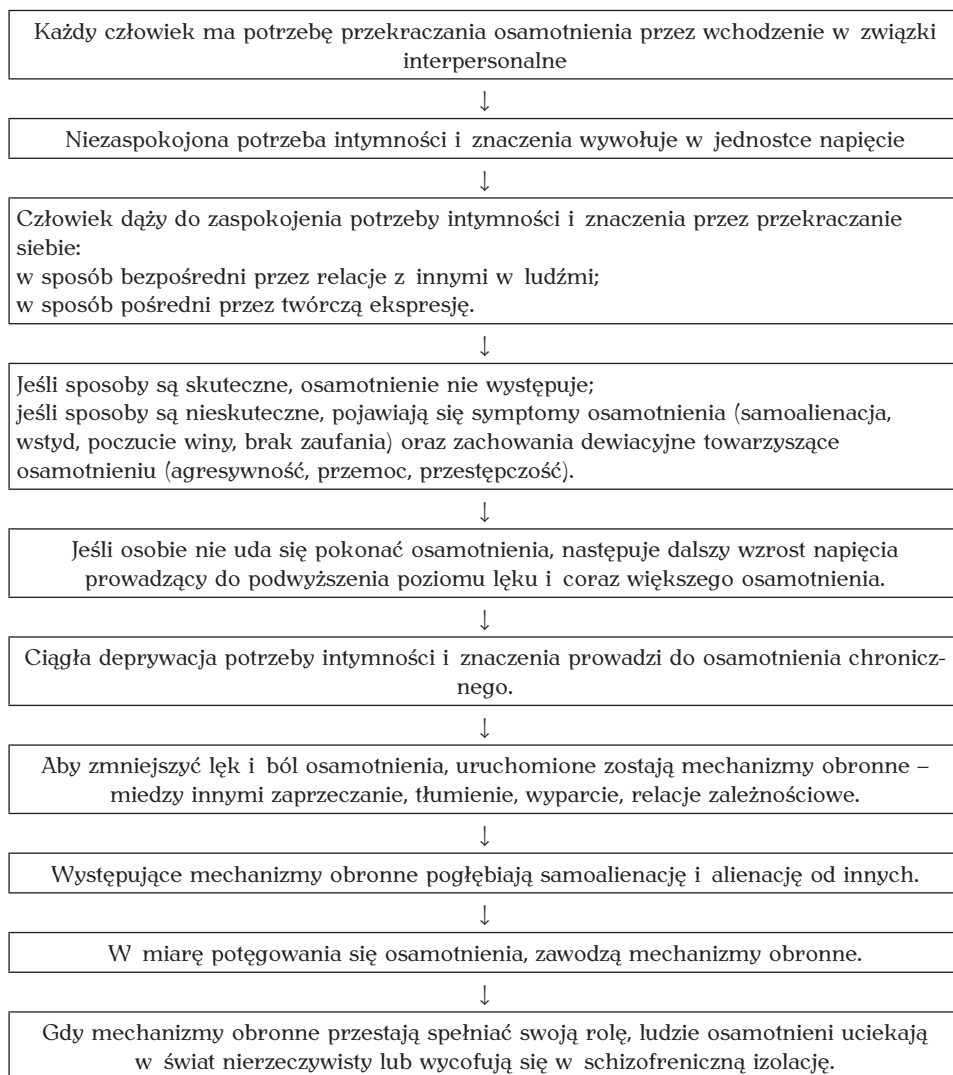 Każdy człowiek ma potrzebę przekraczania osamotnienia przez wchodzenie w związki
interpersonalne
↓
Niezaspokojona potrzeba intymności i znaczenia wywołuje w jednostce napięcie
↓
Człowiek dąży do zaspokojenia potrzeby intymności i znaczenia przez przekraczanie
siebie:
w sposób bezpośredni przez relacje z innymi w ludźmi;
w sposób pośredni przez twórczą ekspresję.
↓
Jeśli sposoby są skuteczne, osamotnienie nie występuje;
jeśli sposoby są nieskuteczne, pojawiają się symptomy osamotnienia (samoalienacja,
wstyd, poczucie winy, brak zaufania) oraz zachowania dewiacyjne towarzyszące
osamotnieniu (agresywność, przemoc, przestępczość).
↓
Jeśli osobie nie uda się pokonać osamotnienia, następuje dalszy wzrost napięcia
prowadzący do podwyższenia poziomu lęku i coraz większego osamotnienia.
↓
Ciągła deprywacja potrzeby intymności i znaczenia prowadzi do osamotnienia chronicz-
nego.
↓
Aby zmniejszyć lęk i ból osamotnienia, uruchomione zostają mechanizmy obronne –
miedzy innymi zaprzeczanie, tłumienie, wyparcie, relacje zależnościowe.
↓
Występujące mechanizmy obronne pogłębiają samoalienację i alienację od innych.
↓
W miarę potęgowania się osamotnienia, zawodzą mechanizmy obronne.
↓
Gdy mechanizmy obronne przestają spełniać swoją rolę, ludzie osamotnieni uciekają
w świat nierzeczywisty lub wycofują się w schizofreniczną izolację.